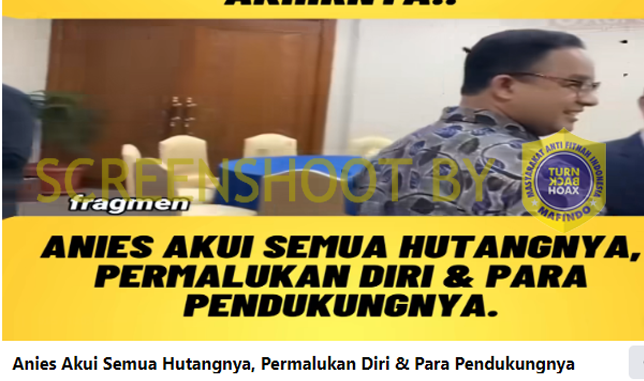 AKHIRNYA..
SCREENSHOOT BY
MASYARAKAT ANTI FITNAH INDONESIA
TURN
BACK
HOAX
MAFINDO
fragmen
ANIES AKUI SEMUA HUTANGNYA,
PERMALUKAN DIRI & PARA
PENDUKUNGNYA.
Anies Akui Semua Hutangnya, Permalukan Diri & Para Pendukungnya